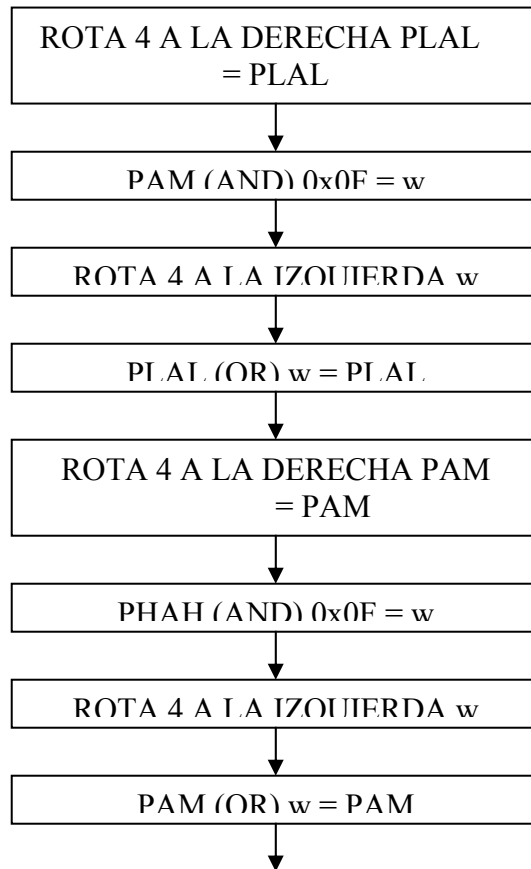 ROTA 4 A LA DERECHA PLAL
= PLAL
PAM (AND) 0x0F = w
ROTA 4 A LA IZQUIERDA w
PLAL (OR) w = PLAL
ROTA 4 A LA DERECHA PAM
= PAM
PHAH (AND) 0x0F = w
ROTA 4 A LA IZQUIERDA w
PAM (OR) w = PAM